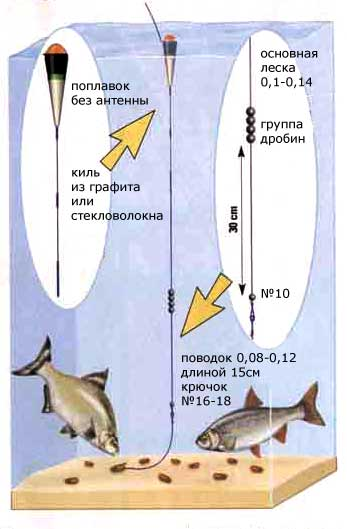 поплавок
без антенны
киль
из графита
или
стекловолокна
основная
леска
0,1-0,14
группа
дробин
30 cm
№10
поводок 0,08-0,12
длиной 15см
крючок
№16-18